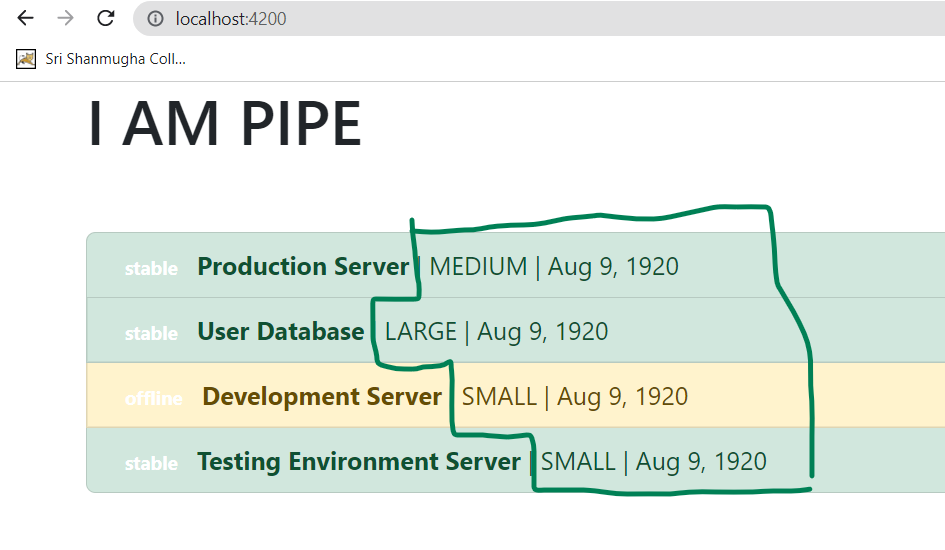 localhost:4200
Sri Shanmugha Coll...
I AM PIPE
stable Production Server | MEDIUM | Aug 9, 1920
stable User Database LARGE | Aug 9, 1920
offline Development Server SMALL | Aug 9, 1920
stable Testing Environment Server | SMALL | Aug 9, 1920